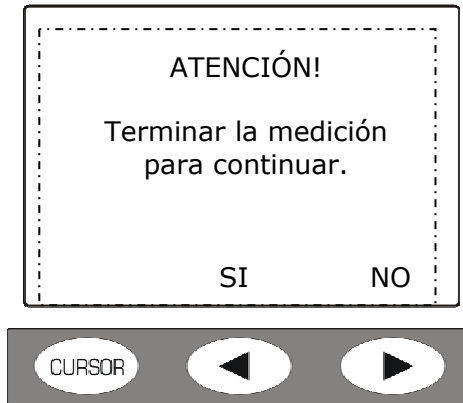 ATENCIÓN!
Terminar la medición
para continuar.
SI NO
CURSOR